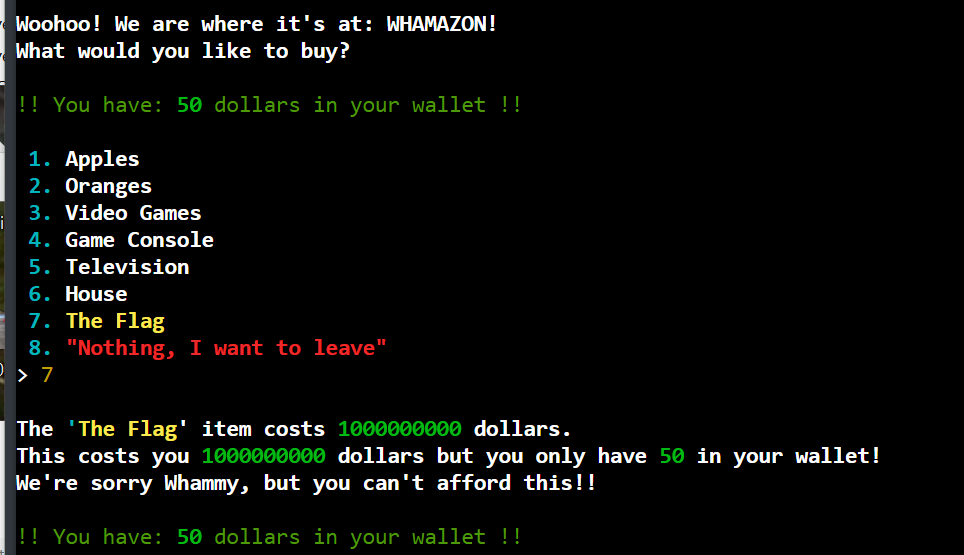 Woohoo! We are where it's at: WHAMAZON!
What would you like to buy?
!! You have: 50 dollars in your wallet !!
1. Apples
2. Oranges
3. Video Games
4. Game Console
5. Television
6. House
7. The Flag
8. "Nothing, I want to leave"
> 7
The 'The Flag' item costs 1000000000 dollars.
This costs you 1000000000 dollars but you only have 50 in your wallet!
We're sorry Whammy, but you can't afford this!!
!! You have: 50 dollars in your wallet !!